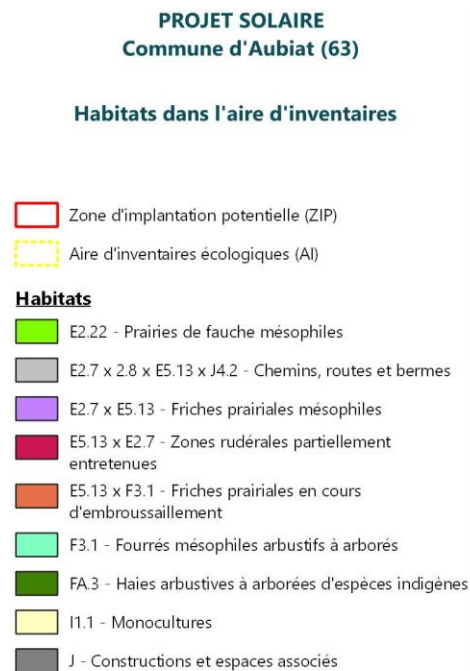 PROJET SOLAIRE
Commune d'Aubiat (63)
Habitats dans l'aire d'inventaires
Zone d'implantation potentielle (ZIP)
Aire d'inventaires écologiques (AI)
Habitats
E2.22 - Prairies de fauche mésophiles
E2.7 x 2.8 x E5.13 x J4.2 - Chemins, routes et bermes
E2.7 x E5.13 - Friches prairiales mésophiles
E5.13 x E2.7 - Zones rudérales partiellement
entretenues
E5.13 x F3.1 - Friches prairiales en cours
d'embroussaillement
F3.1 - Fourrés mésophiles arbustifs à arborés
FA.3 - Haies arbustives à arborées d'espèces indigènes
I1.1 - Monocultures
J - Constructions et espaces associés